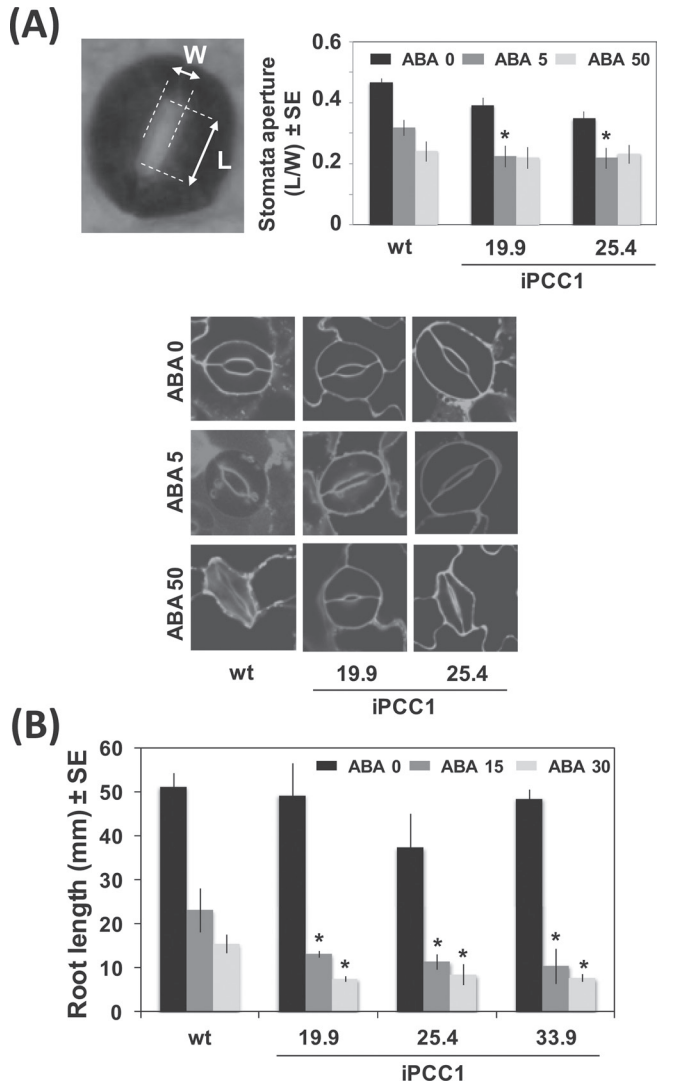 (A)
W
L
Stomata aperture
(L/W) ± SE
0.6
0.4
0.2
0
ABA 0 ABA 5 ABA 50
* *
wt 19.9 25.4
iPCC1
ABA 0
ABA 5
ABA 50
wt 19.9 25.4
iPCC1
(B)
Root length (mm) ± SE
60
50
40
30
20
10
0
ABA 0 ABA 15 ABA 30
* * * * * *
wt 19.9 25.4 33.9
iPCC1